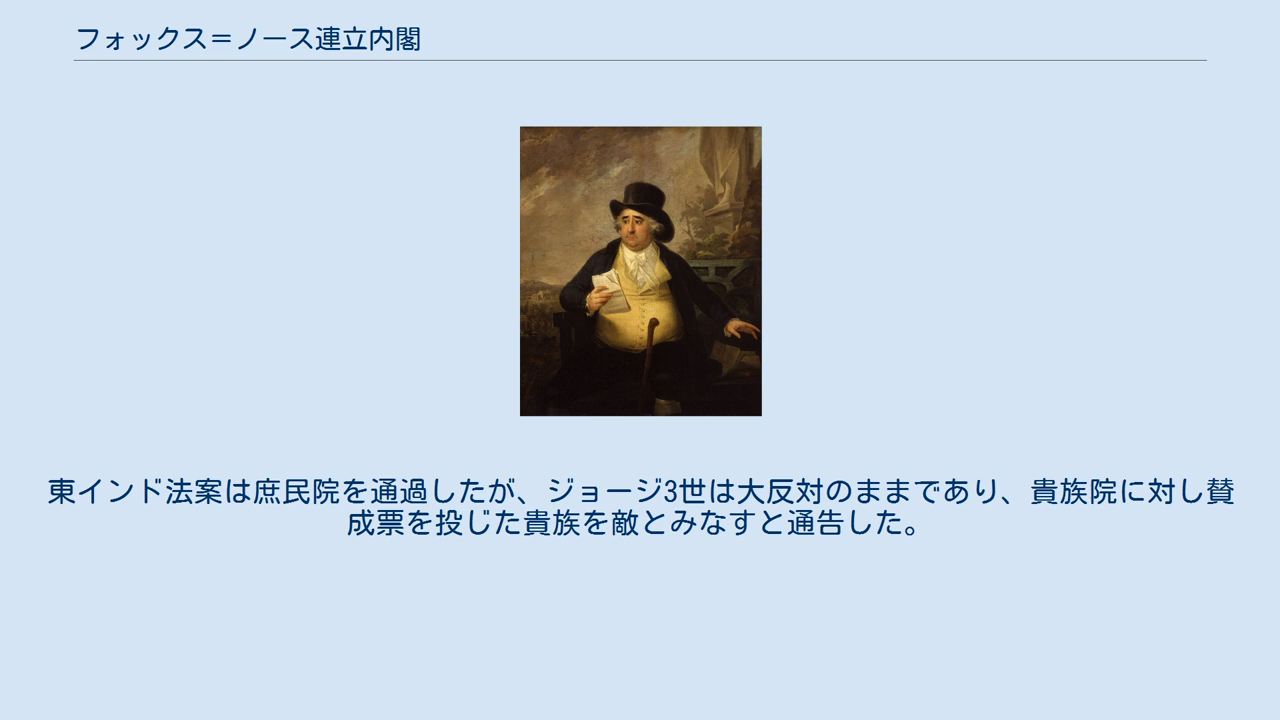 フォックス＝ノース連立内閣
東インド法案は庶民院を通過したが、ジョージ3世は大反対のままであり、貴族院に対し賛
成票を投じた貴族を敵とみなすと通告した。